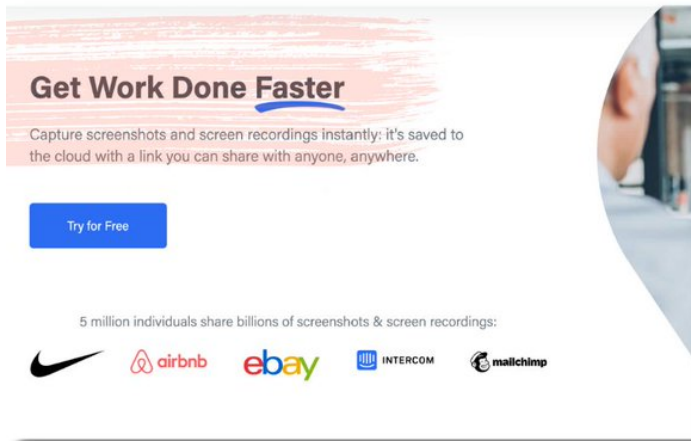 Get Work Done Faster
Capture screenshots and screen recordings instantly: it's saved to
the cloud with a link you can share with anyone, anywhere.
Try for Free
5 million individuals share billions of screenshots & screen recordings:
airbnb ebay INTERCOM mailchimp